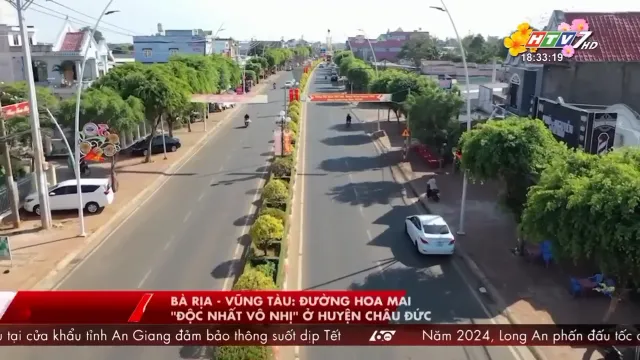 HTV7 HD
18:33:19
BÀ RỊA - VŨNG TÀU: ĐƯỜNG HOA MAI
"ĐỘC NHẤT VÔ NHỊ" Ở HUYỆN CHÂU ĐỨC
tại cửa khẩu tỉnh An Giang đảm bảo thông suốt dịp Tết
60
Năm 2024, Long An phấn đấu tốc